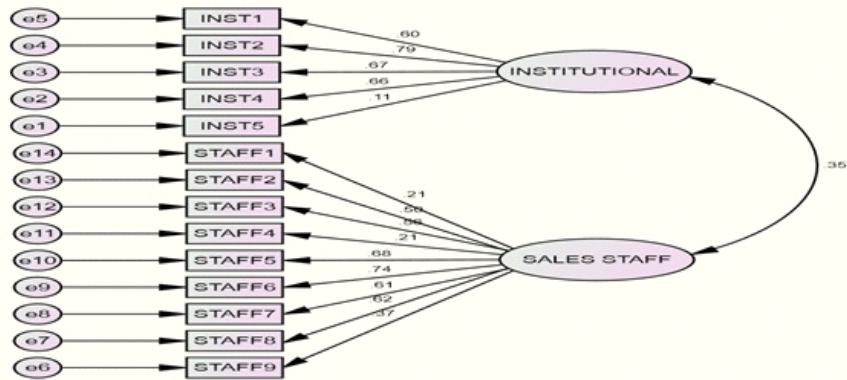 e5 INST1
.60
e4 INST2
.79
e3 INST3 .67 INSTITUTIONAL
e2 INST4
.66
.11
e1 INST5
e14 STAFF1
.35
e13 STAFF2
.21
e12 STAFF3
e11 STAFF4
.21
e10 STAFF5 .68 SALES STAFF
.74
e9 STAFF6
.61
e8 STAFF7
.62
.37
e7 STAFF8
e6 STAFF9